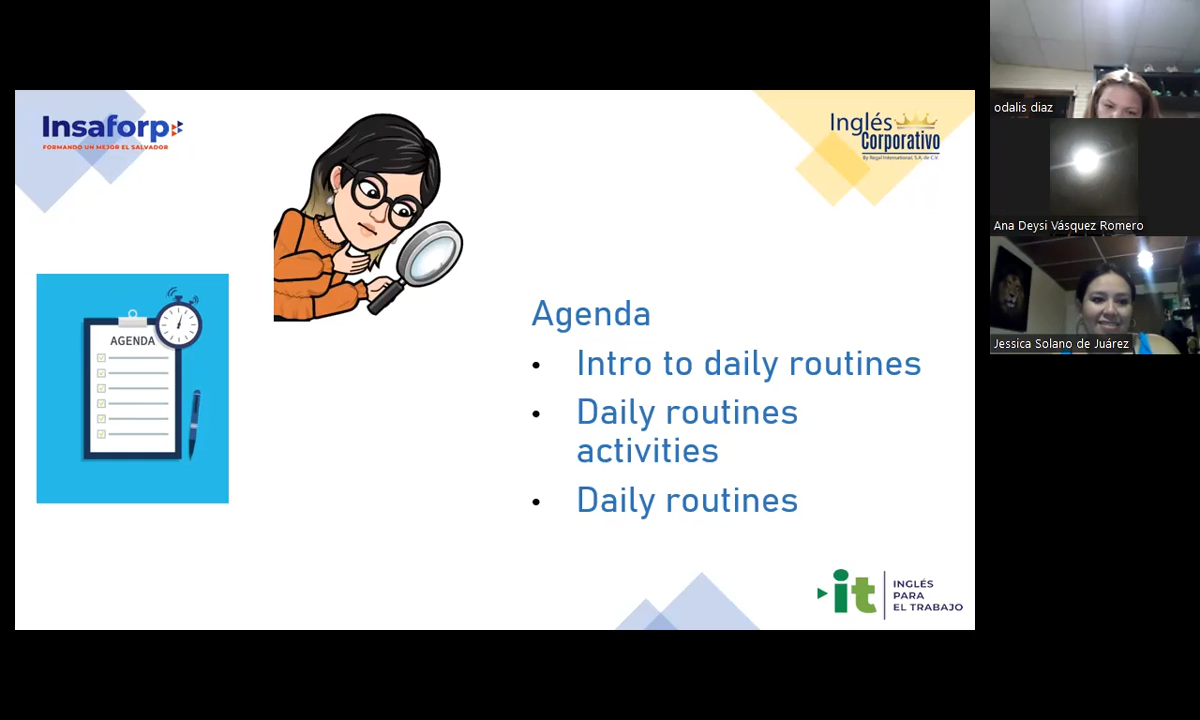 Insaforp
FORMANDO UN MEJOR EL SALVADOR
Inglés
Corporativo
By Regal International, S.A. de C.V.
AGENDA
Agenda
• Intro to daily routines
• Daily routines
activities
• Daily routines
it
INGLÉS
PARA
EL TRABAJO
odalis diaz
Ana Deysi Vásquez Romero
Jessica Solano de Juárez